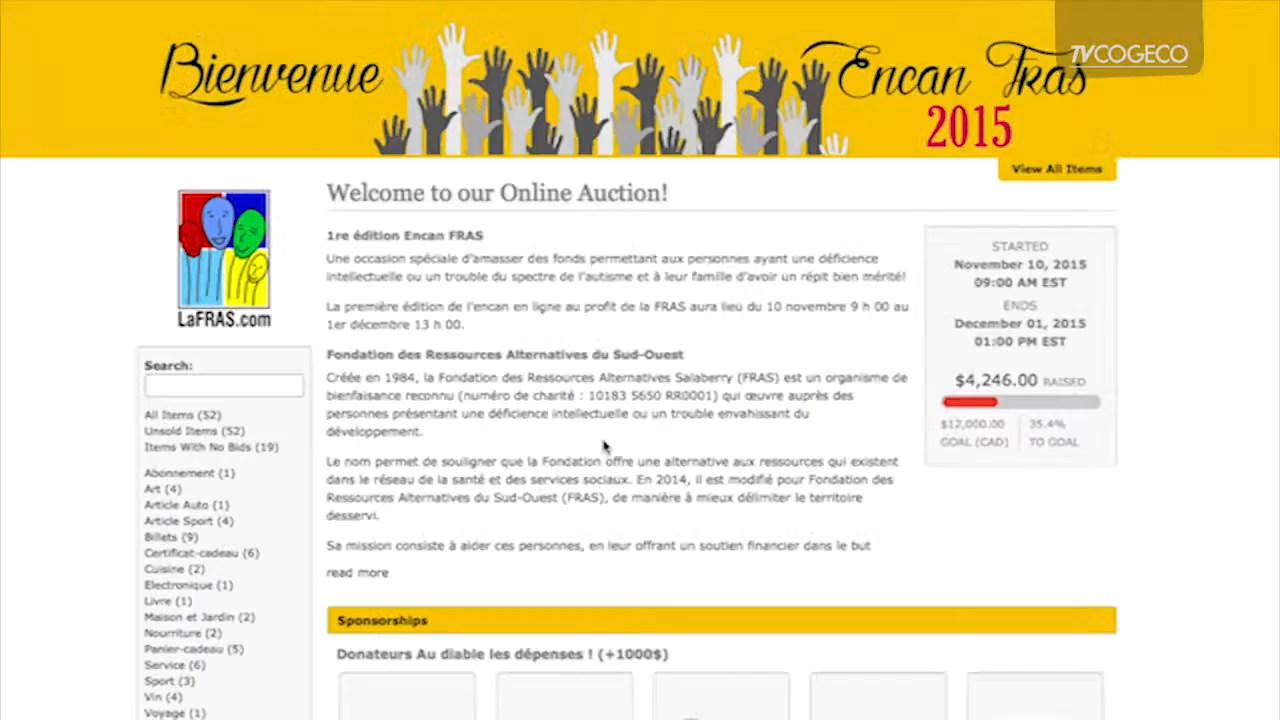 TVCOGECO
Bienvenue
Encan Fras
2015
View All Items
LaFRAS.com
Welcome to our Online Auction!
1re édition Encan FRAS
Une occasion spéciale d'amasser des fonds permettant aux personnes ayant une déficience
intellectuelle ou un trouble du spectre de l'autisme et à leur famille d'avoir un répit bien mérité!
La première édition de l'encan en ligne au profit de la FRAS aura lieu du 10 novembre 9 h 00 au
1er décembre 13 h 00.
Fondation des Ressources Alternatives du Sud-Ouest
Créée en 1984, la Fondation des Ressources Alternatives Salaberry (FRAS) est un organisme de
bienfaisance reconnu (numéro de charité : 10183 5650 RR0001) qui œuvre auprès des
personnes présentant une déficience intellectuelle ou un trouble envahissant du
développement.
Le nom permet de souligner que la Fondation offre une alternative aux ressources qui existent
dans le réseau de la santé et des services sociaux. En 2014, il est modifié pour Fondation des
Ressources Alternatives du Sud-Ouest (FRAS), de manière à mieux délimiter le territoire
desservi.
Sa mission consiste à aider ces personnes, en leur offrant un soutien financier dans le but
read more
STARTED
November 10, 2015
09:00 AM EST
ENDS
December 01, 2015
01:00 PM EST
$4,246.00 RAISED
$12,000.00
GOAL (CAD)
35.4%
TO GOAL
Search:
All Items (52)
Unsold Items (52)
Items With No Bids (19)
Abonnement (1)
Art (4)
Article Auto (1)
Article Sport (4)
Billets (9)
Certificat-cadeau (6)
Cuisine (2)
Electronique (1)
Livre (1)
Maison et Jardin (2)
Nourriture (2)
Panier-cadeau (5)
Service (6)
Sport (3)
Vin (4)
Voyage (1)
Sponsorships
Donateurs Au diable les dépenses ! (+1000$)